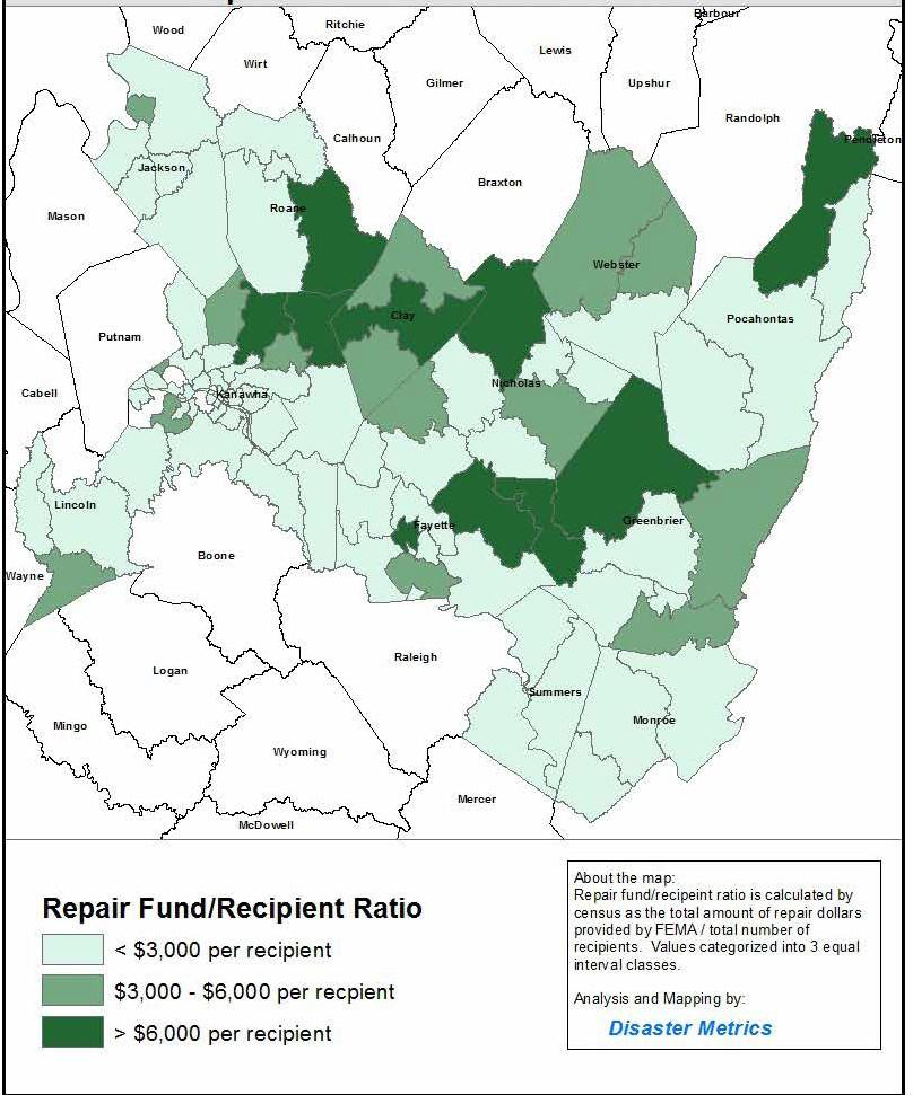 Wood
Ritchie
Barbour
Wirt
Lewis
Gilmer
Upshur
Randolph
Calhoun
Pendleton
Jackson
Braxton
Roane
Mason
Webster
Clay
Pocahontas
Putnam
Nicholas
Cabell
Kanawha
Lincoln
Fayette
Greenbrier
Boone
Wayne
Raleigh
Logan
Summers
Monroe
Mingo
Wyoming
Mercer
McDowell
Repair Fund/Recipient Ratio
< $3,000 per recipient
$3,000 - $6,000 per recpient
> $6,000 per recipient
About the map:
Repair fund/recipeint ratio is calculated by
census as the total amount of repair dollars
provided by FEMA / total number of
recipients. Values categorized into 3 equal
interval classes.
Analysis and Mapping by:
Disaster Metrics